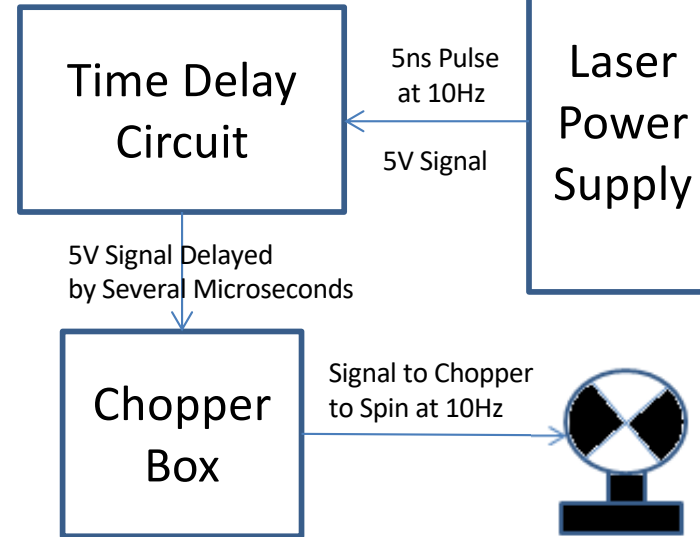 Time Delay
Circuit
5ns Pulse
at 10Hz
5V Signal
Laser
Power
Supply
5V Signal Delayed
by Several Microseconds
Chopper
Box
Signal to Chopper
to Spin at 10Hz